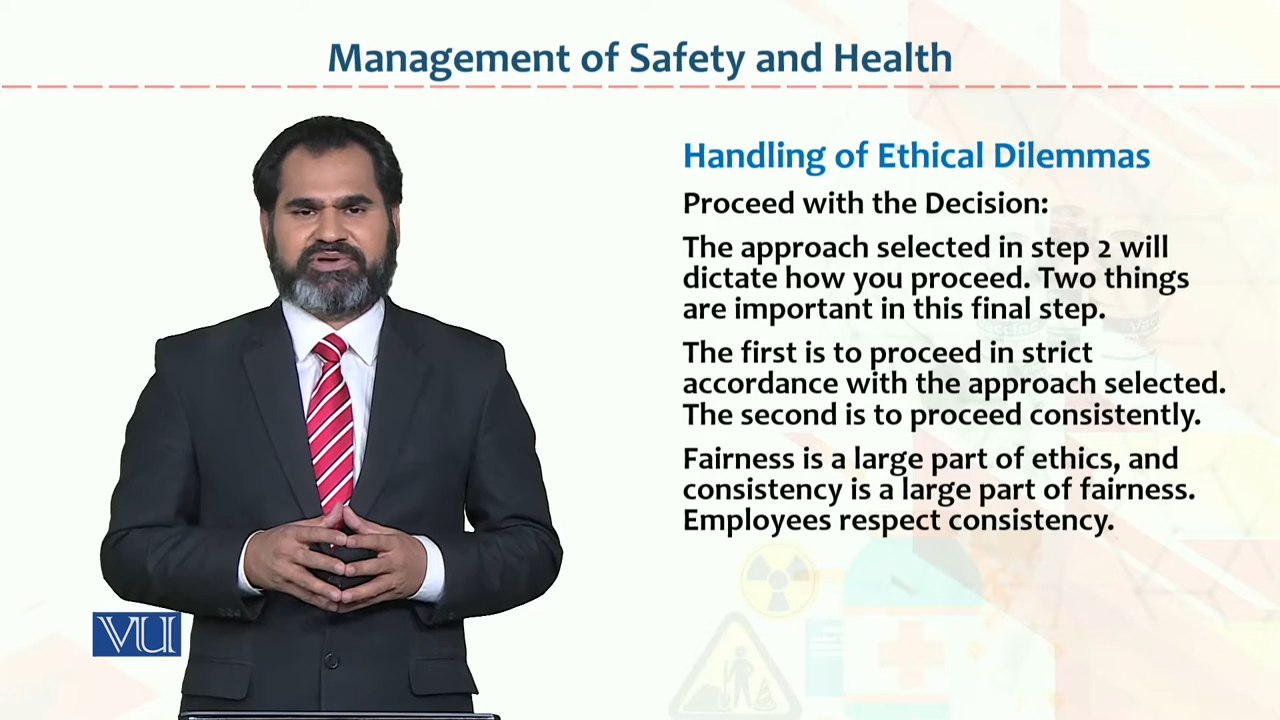 Management of Safety and Health
Handling of Ethical Dilemmas
Proceed with the Decision:
The approach selected in step 2 will
dictate how you proceed. Two things
are important in this final step.
The first is to proceed in strict
accordance with the approach selected.
The second is to proceed consistently.
Fairness is a large part of ethics, and
consistency is a large part of fairness.
Employees respect consistency.
VU